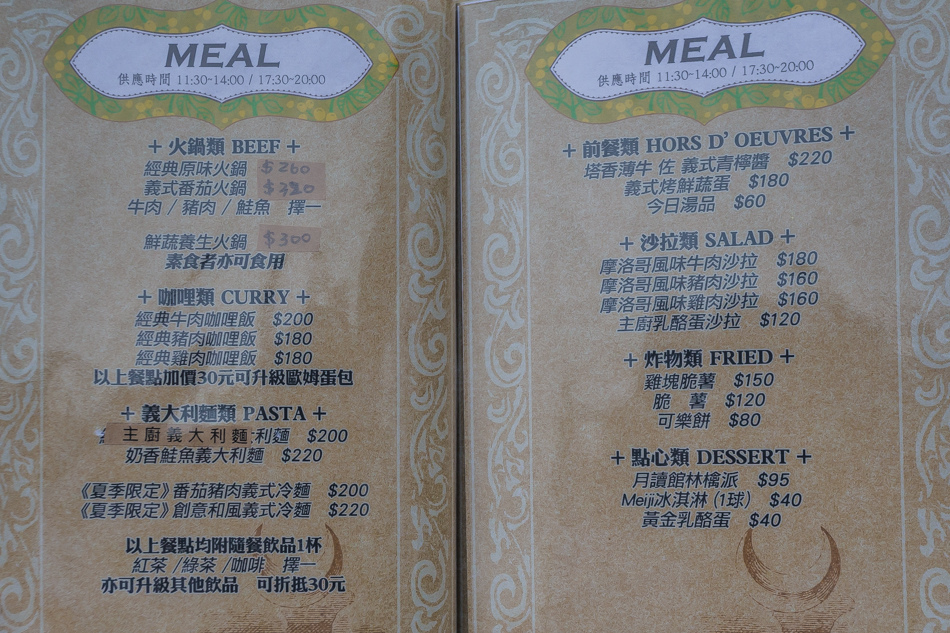 MEAL
供應時間 11:30~14:00 / 17:30~20:00
+ 火鍋類 BEEF +
經典原味火鍋 $260
義式番茄火鍋
牛肉 / 豬肉 / 鮭魚 擇一
鮮蔬養生火鍋 $300
素食者亦可食用
+ 咖哩類 CURRY +
經典牛肉咖哩飯 $200
經典豬肉咖哩飯 $180
經典雞肉咖哩飯 $180
以上餐點加價30元可升級歐姆蛋包
+ 義大利麵類 PASTA +
主廚義大利麵 利麵 $200
奶香鮭魚義大利麵 $220
《夏季限定》番茄豬肉義式冷麵 $200
《夏季限定》創意和風義式冷麵 $220
以上餐點均附隨餐飲品1杯
紅茶 /綠茶 /咖啡 擇一
亦可升級其他飲品 可折抵30元
MEAL
供應時間 11:30~14:00 / 17:30~20:00
+ 前餐類 HORS D' OEUVRES +
塔香薄牛 佐 義式青檸醬 $220
義式烤鮮蔬蛋 $180
今日湯品 $60
+ 沙拉類 SALAD +
摩洛哥風味牛肉沙拉 $180
摩洛哥風味豬肉沙拉 $160
摩洛哥風味雞肉沙拉 $160
主廚乳酪蛋沙拉 $120
+ 炸物類 FRIED +
雞塊脆薯 $150
脆 薯 $120
可樂餅 $80
+ 點心類 DESSERT +
月讀館林檎派 $95
Meiji冰淇淋（1球） $40
黃金乳酪蛋 $40